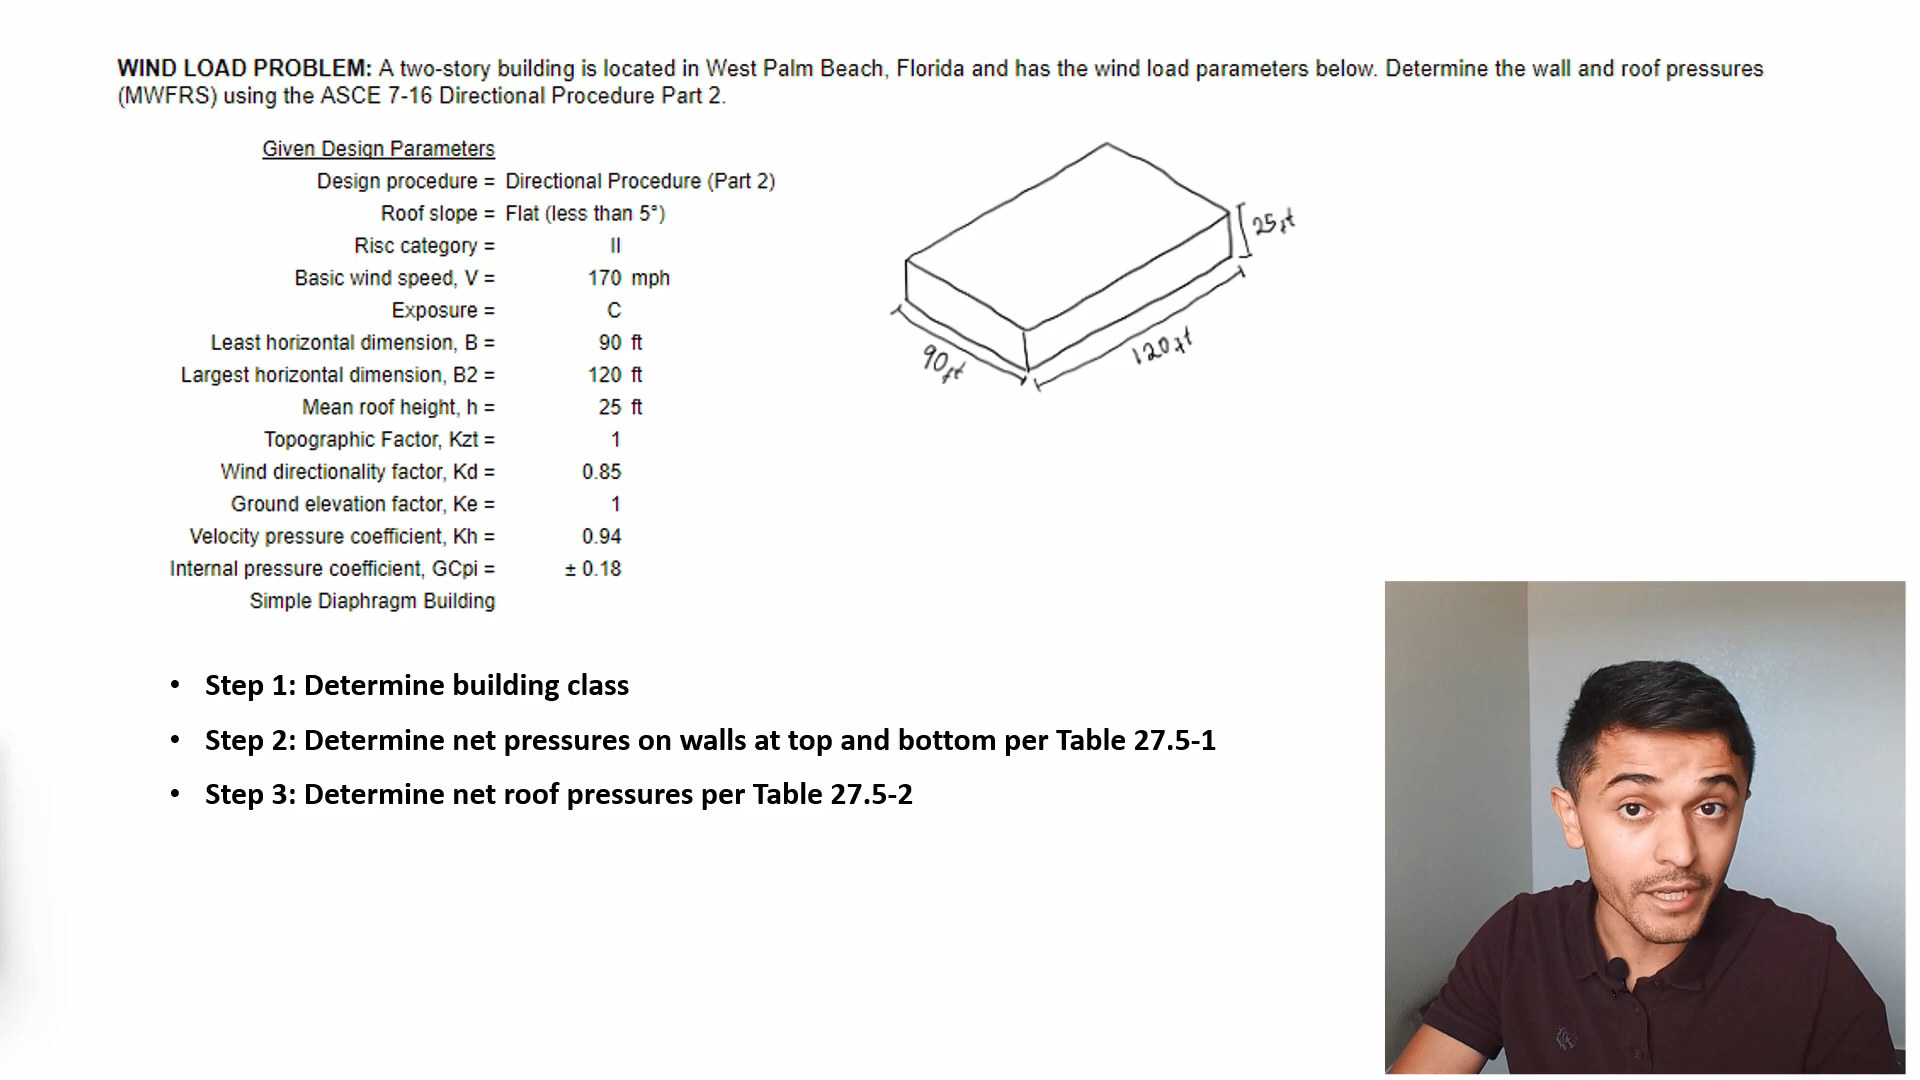 WIND LOAD PROBLEM: A two-story building is located in West Palm Beach, Florida and has the wind load parameters below. Determine the wall and roof pressures
(MWFRS) using the ASCE 7-16 Directional Procedure Part 2.
Given Design Parameters
Design procedure = Directional Procedure (Part 2)
Roof slope = Flat (less than 5°)
Risc category = II
Basic wind speed, V = 170 mph
Exposure = C
Least horizontal dimension, B = 90 ft
Largest horizontal dimension, B2 = 120 ft
Mean roof height, h = 25 ft
Topographic Factor, Kzt = 1
Wind directionality factor, Kd = 0.85
Ground elevation factor, Ke = 1
Velocity pressure coefficient, Kh = 0.94
Internal pressure coefficient, GCpi = ± 0.18
Simple Diaphragm Building
25 ft
90 ft
120 ft
• Step 1: Determine building class
• Step 2: Determine net pressures on walls at top and bottom per Table 27.5-1
• Step 3: Determine net roof pressures per Table 27.5-2